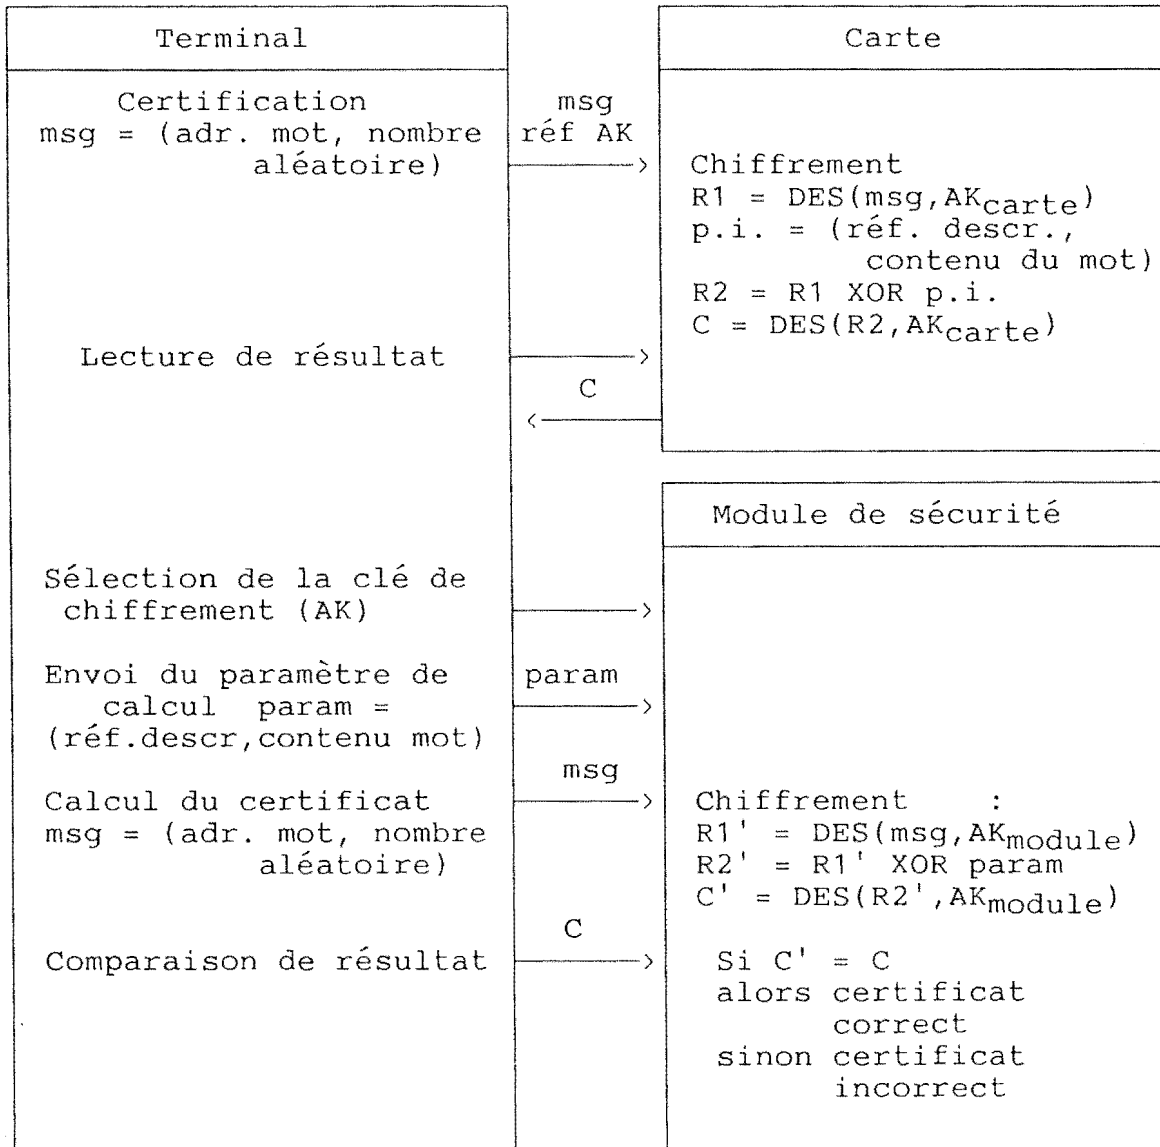 Terminal
Carte
Certification
msg = (adr. mot, nombre
aléatoire)
msg
réf AK
Chiffrement
R1 = DES(msg,AKcarte)
p.i. = (réf. descr.,
contenu du mot)
R2 = R1 XOR p.i.
C = DES(R2,AKcarte)
Lecture de résultat
C
Module de sécurité
Sélection de la clé de
chiffrement (AK)
Envoi du paramètre de
calcul param =
(réf.descr,contenu mot)
param
Calcul du certificat
msg = (adr. mot, nombre
aléatoire)
msg
Chiffrement :
R1' = DES(msg,AKmodule)
R2' = R1' XOR param
C' = DES(R2',AKmodule)
Comparaison de résultat
C
Si C' = C
alors certificat
correct
sinon certificat
incorrect